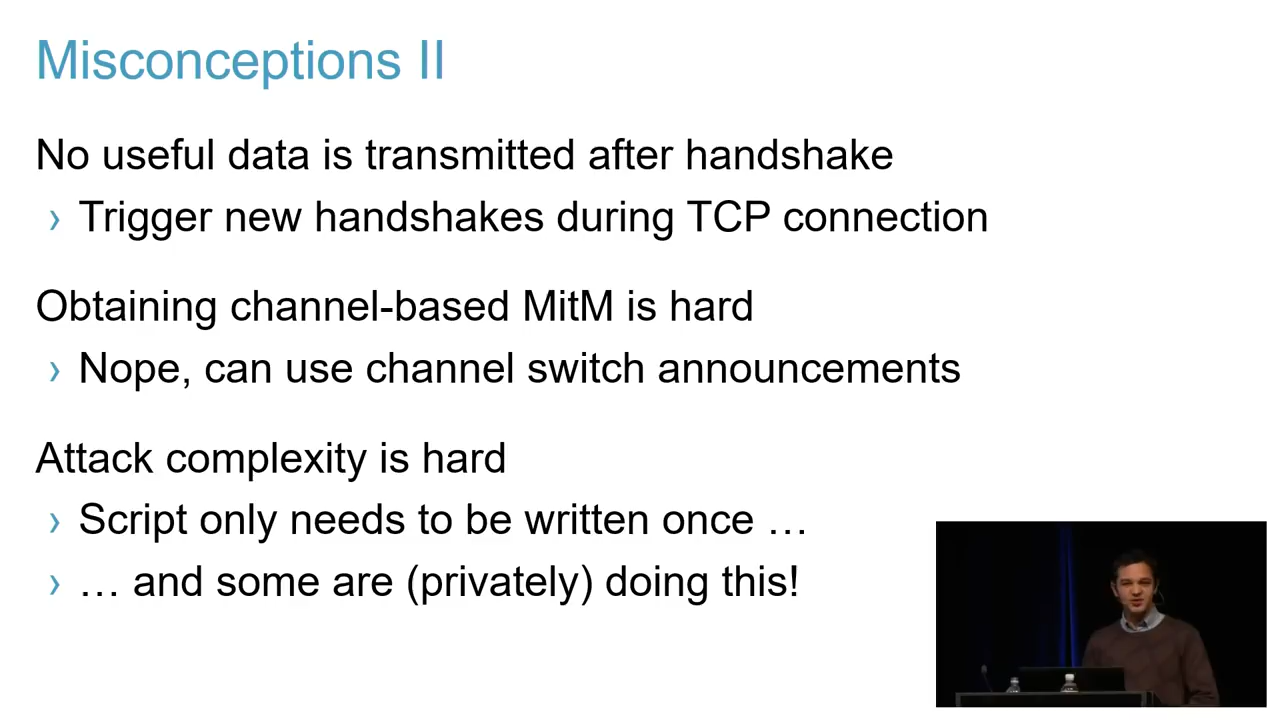 Misconceptions II
No useful data is transmitted after handshake
› Trigger new handshakes during TCP connection
Obtaining channel-based MitM is hard
› Nope, can use channel switch announcements
Attack complexity is hard
› Script only needs to be written once …
› … and some are (privately) doing this!